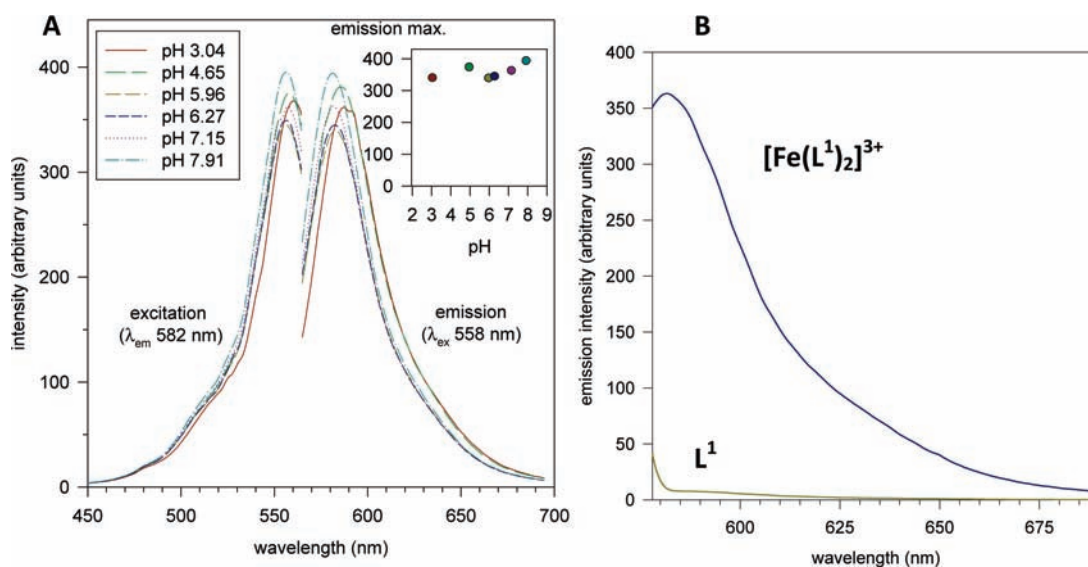 A
emission max.
pH 3.04
pH 4.65
pH 5.96
pH 6.27
pH 7.15
pH 7.91
400
300
200
100
0
2 3 4 5 6 7 8 9
pH
intensity (arbitrary units)
400
300
200
100
0
excitation
(λem 582 nm)
emission
(λex 558 nm)
450 500 550 600 650 700
wavelength (nm)
B
emission intensity (arbitrary units)
400
350
300
250
200
150
100
50
0
[Fe(L¹)₂]³⁺
L¹
600 625 650 675
wavelength (nm)